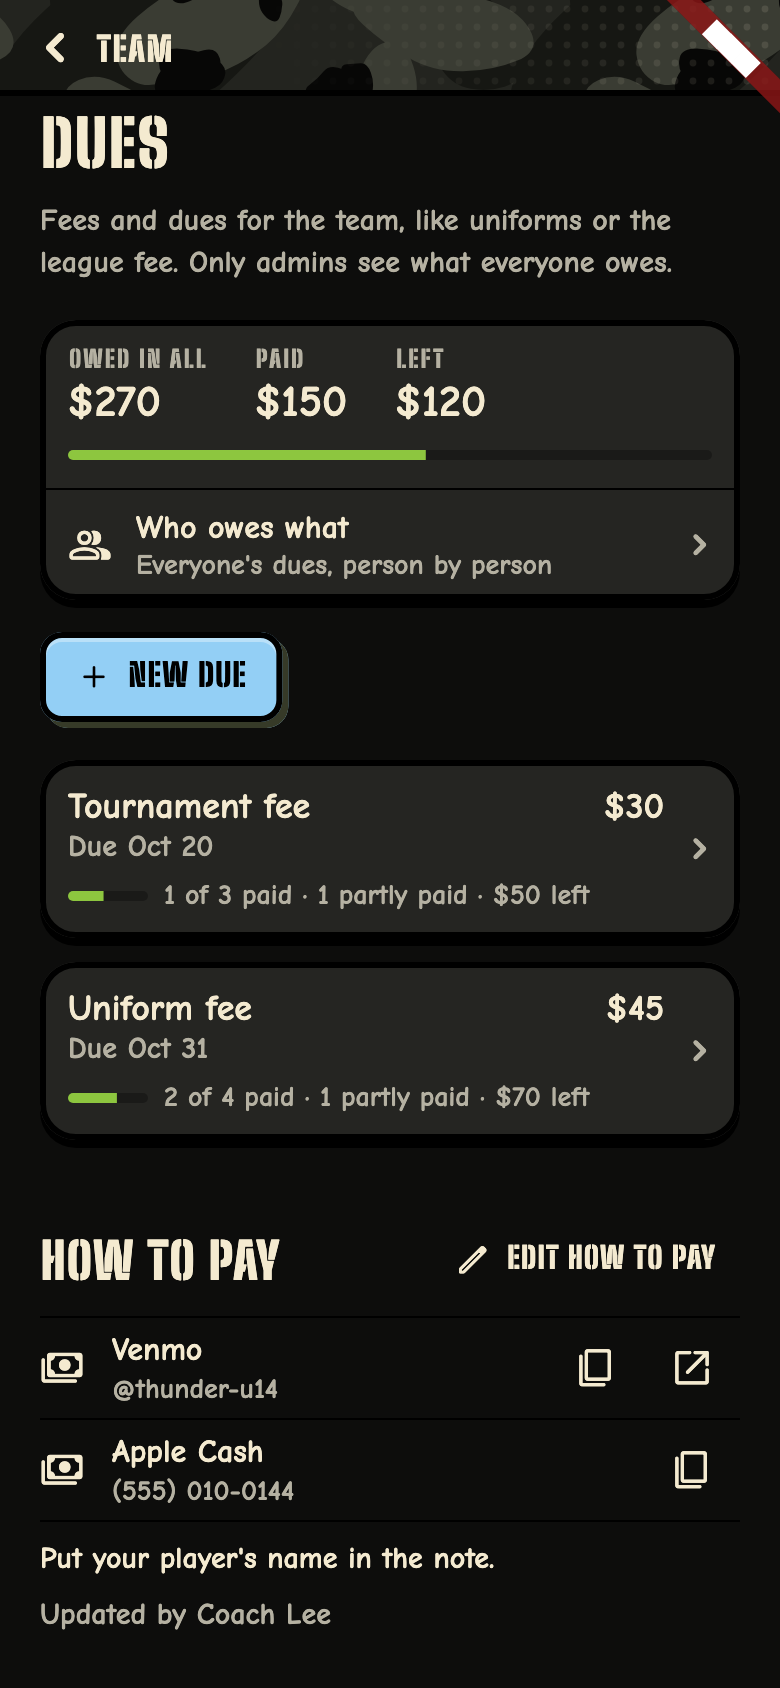 TEAM
DUES
Fees and dues for the team, like uniforms or the
league fee. Only admins see what everyone owes.
OWED IN ALL PAID LEFT
$270 $150 $120
Who owes what
Everyone's dues, person by person
+ NEW DUE
Tournament fee $30
Due Oct 20
1 of 3 paid · 1 partly paid · $50 left
Uniform fee $45
Due Oct 31
2 of 4 paid · 1 partly paid · $70 left
HOW TO PAY EDIT HOW TO PAY
Venmo
@thunder-u14
Apple Cash
(555) 010-0144
Put your player's name in the note.
Updated by Coach Lee